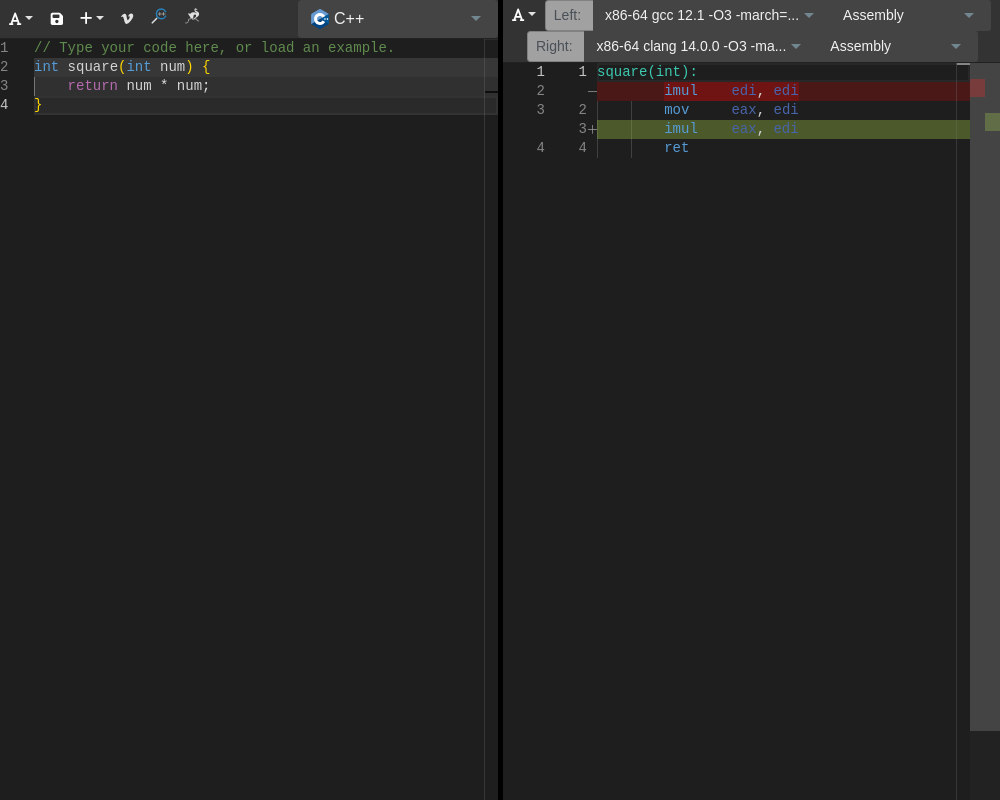 C++
1 // Type your code here, or load an example.
2 int square(int num) {
3 return num * num;
4 }
A Left: x86-64 gcc 12.1 -O3 -march=... Assembly
Right: x86-64 clang 14.0.0 -O3 -ma... Assembly
1 1 square(int):
2 — imul edi, edi
3 2 mov eax, edi
3+ imul eax, edi
4 4 ret